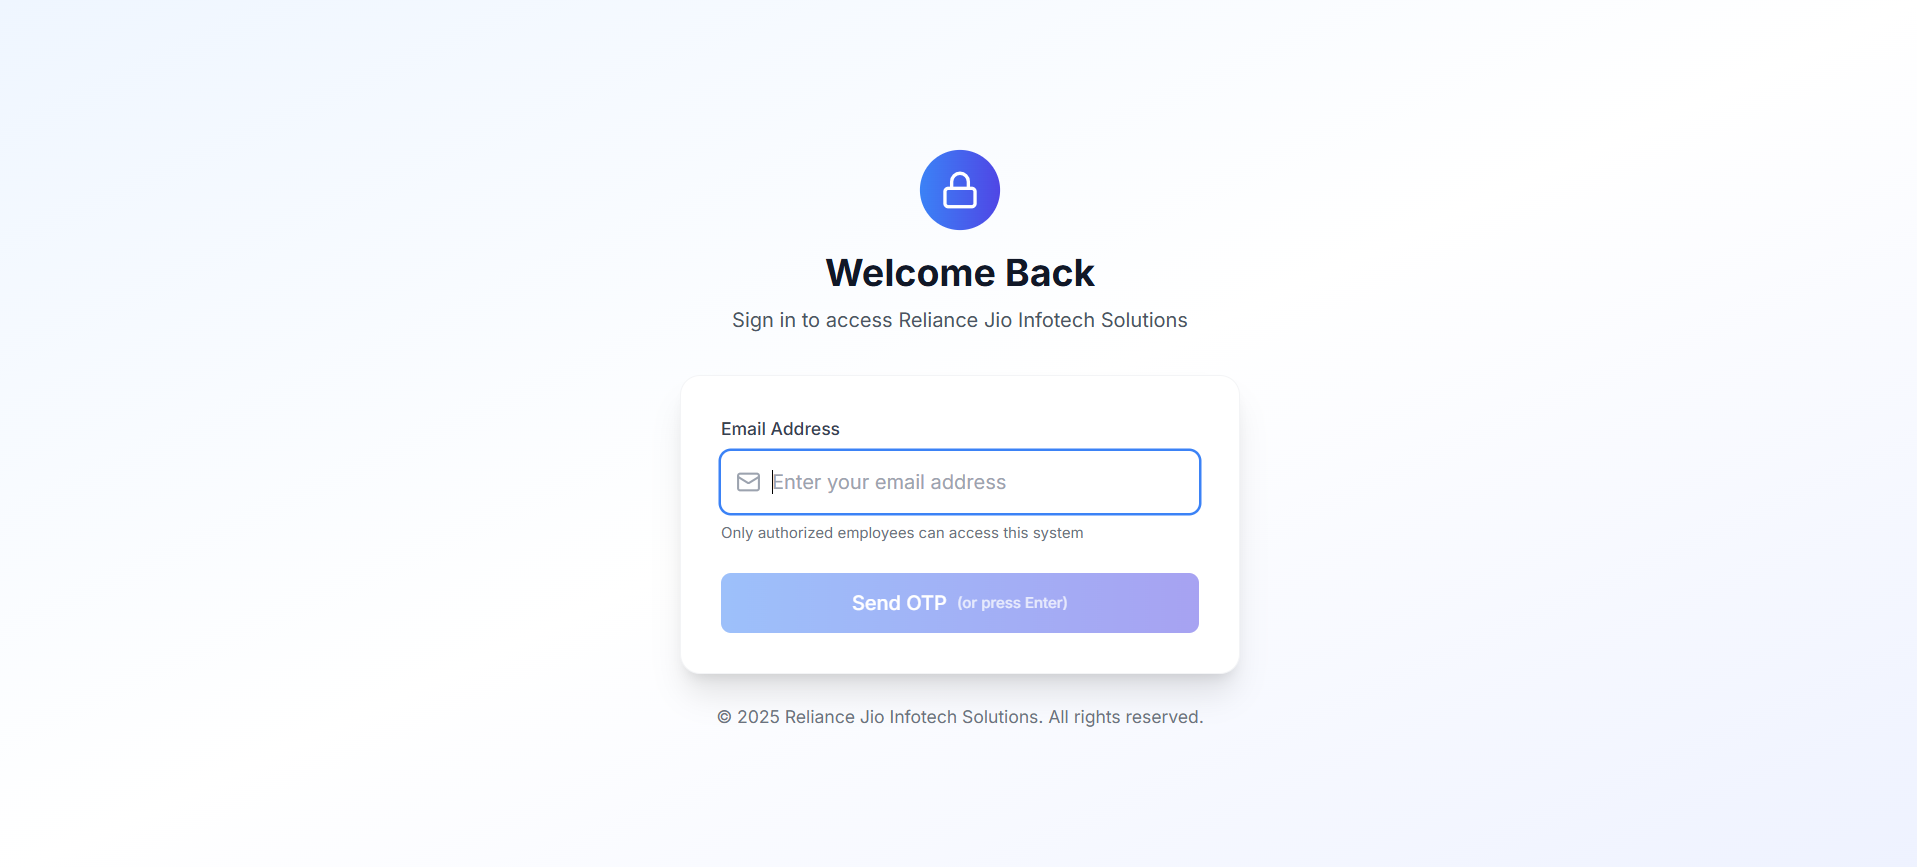 Welcome Back
Sign in to access Reliance Jio Infotech Solutions
Email Address
Enter your email address
Only authorized employees can access this system
Send OTP (or press Enter)
© 2025 Reliance Jio Infotech Solutions. All rights reserved.